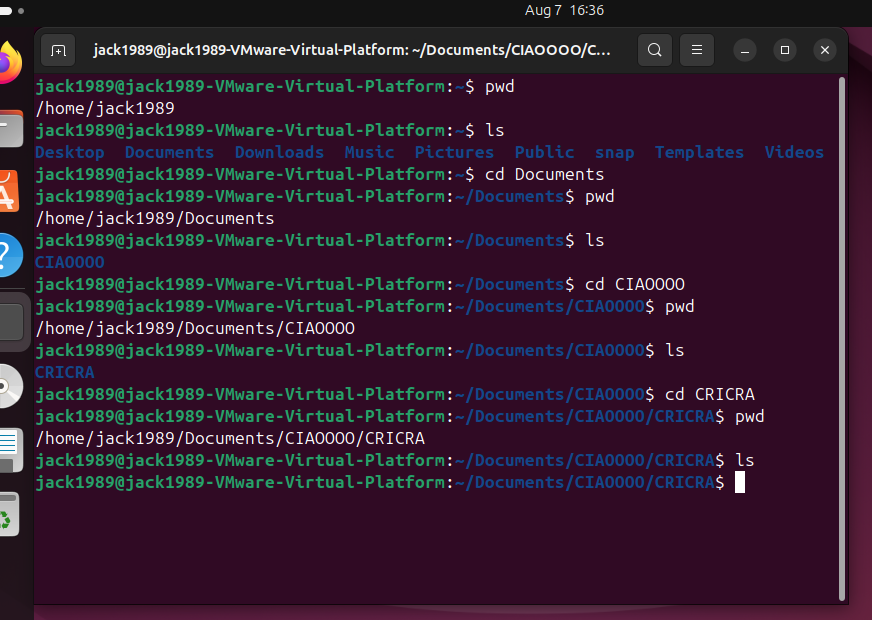 Aug 7 16:36
jack1989@jack1989-VMware-Virtual-Platform: ~/Documents/CIAOOOO/C...
jack1989@jack1989-VMware-Virtual-Platform:~$ pwd
/home/jack1989
jack1989@jack1989-VMware-Virtual-Platform:~$ ls
Desktop Documents Downloads Music Pictures Public snap Templates Videos
jack1989@jack1989-VMware-Virtual-Platform:~$ cd Documents
jack1989@jack1989-VMware-Virtual-Platform:~/Documents$ pwd
/home/jack1989/Documents
jack1989@jack1989-VMware-Virtual-Platform:~/Documents$ ls
CIAOOOO
jack1989@jack1989-VMware-Virtual-Platform:~/Documents$ cd CIAOOOO
jack1989@jack1989-VMware-Virtual-Platform:~/Documents/CIAOOOO$ pwd
/home/jack1989/Documents/CIAOOOO
jack1989@jack1989-VMware-Virtual-Platform:~/Documents/CIAOOOO$ ls
CRICRA
jack1989@jack1989-VMware-Virtual-Platform:~/Documents/CIAOOOO$ cd CRICRA
jack1989@jack1989-VMware-Virtual-Platform:~/Documents/CIAOOOO/CRICRA$ pwd
/home/jack1989/Documents/CIAOOOO/CRICRA
jack1989@jack1989-VMware-Virtual-Platform:~/Documents/CIAOOOO/CRICRA$ ls
jack1989@jack1989-VMware-Virtual-Platform:~/Documents/CIAOOOO/CRICRA$